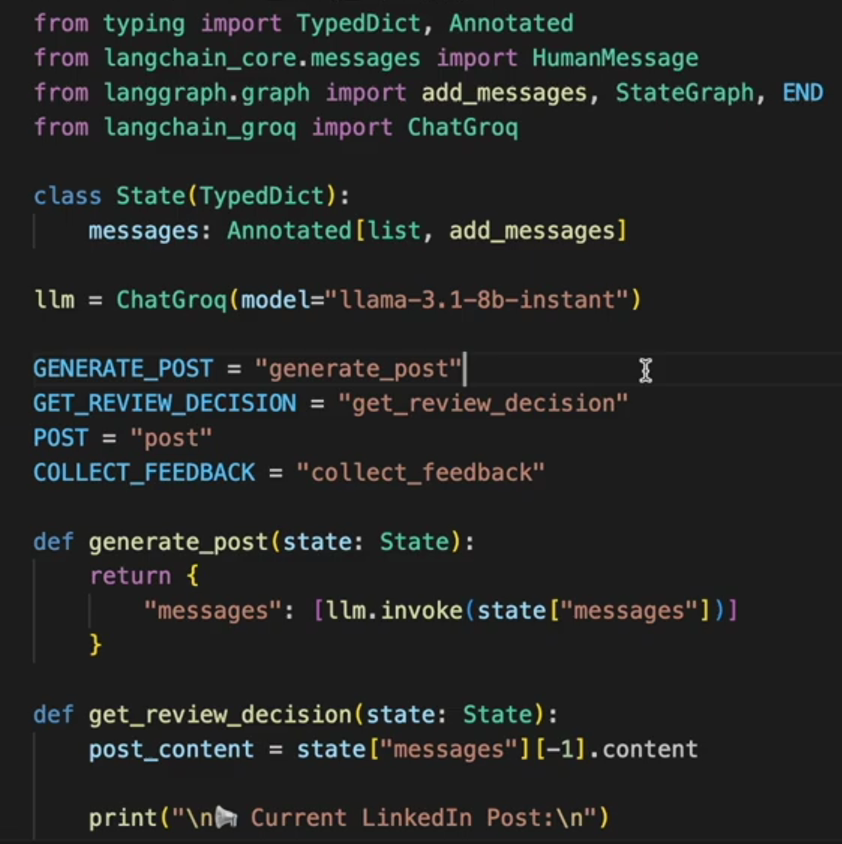 from typing import TypedDict, Annotated
from langchain_core.messages import HumanMessage
from langgraph.graph import add_messages, StateGraph, END
from langchain_groq import ChatGroq
class State(TypedDict):
messages: Annotated[list, add_messages]
llm = ChatGroq(model="llama-3.1-8b-instant")
GENERATE_POST = "generate_post"
GET_REVIEW_DECISION = "get_review_decision"
POST = "post"
COLLECT_FEEDBACK = "collect_feedback"
def generate_post(state: State):
return {
"messages": [llm.invoke(state["messages"])]
}
def get_review_decision(state: State):
post_content = state["messages"][-1].content
print("\n📢 Current LinkedIn Post:\n")